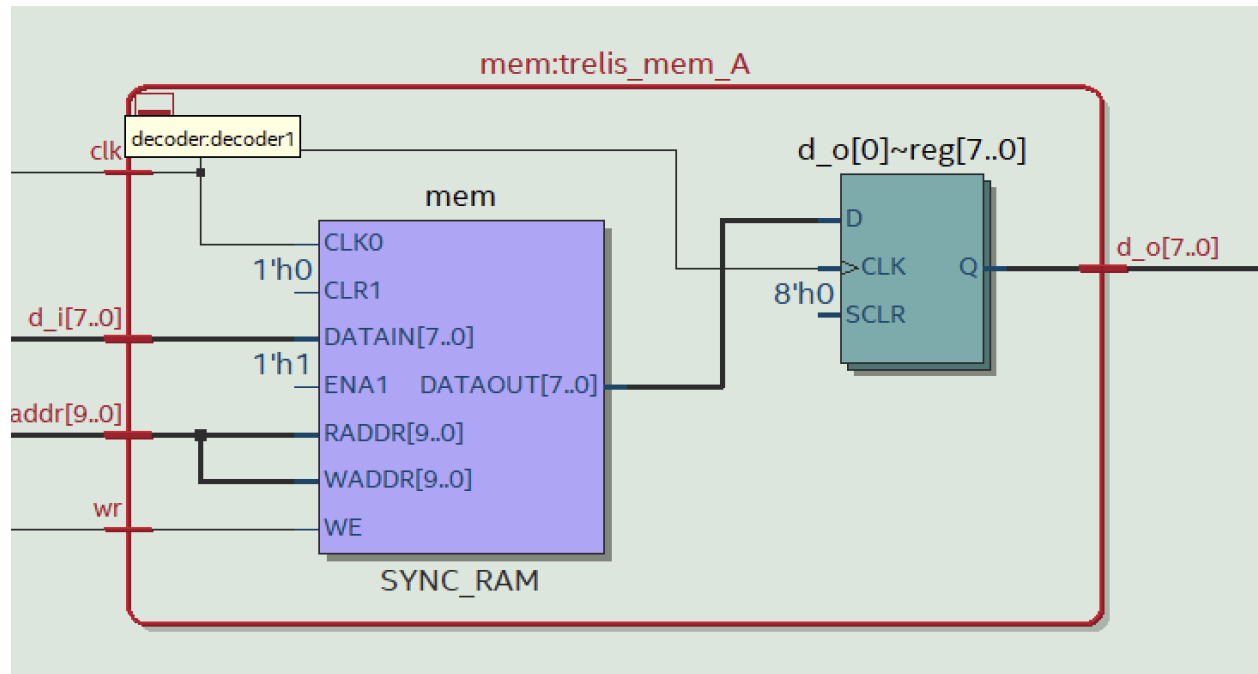 mem:trelis_mem_A
decoder:decoder1
clk
d_o[0]~reg[7..0]
mem
D
CLK0
d_o[7..0]
1'h0
CLK
Q
CLR1
8'h0
SCLR
d_i[7..0]
DATAIN[7..0]
1'h1
ENA1
DATAOUT[7..0]
addr[9..0]
RADDR[9..0]
WADDR[9..0]
wr
WE
SYNC_RAM